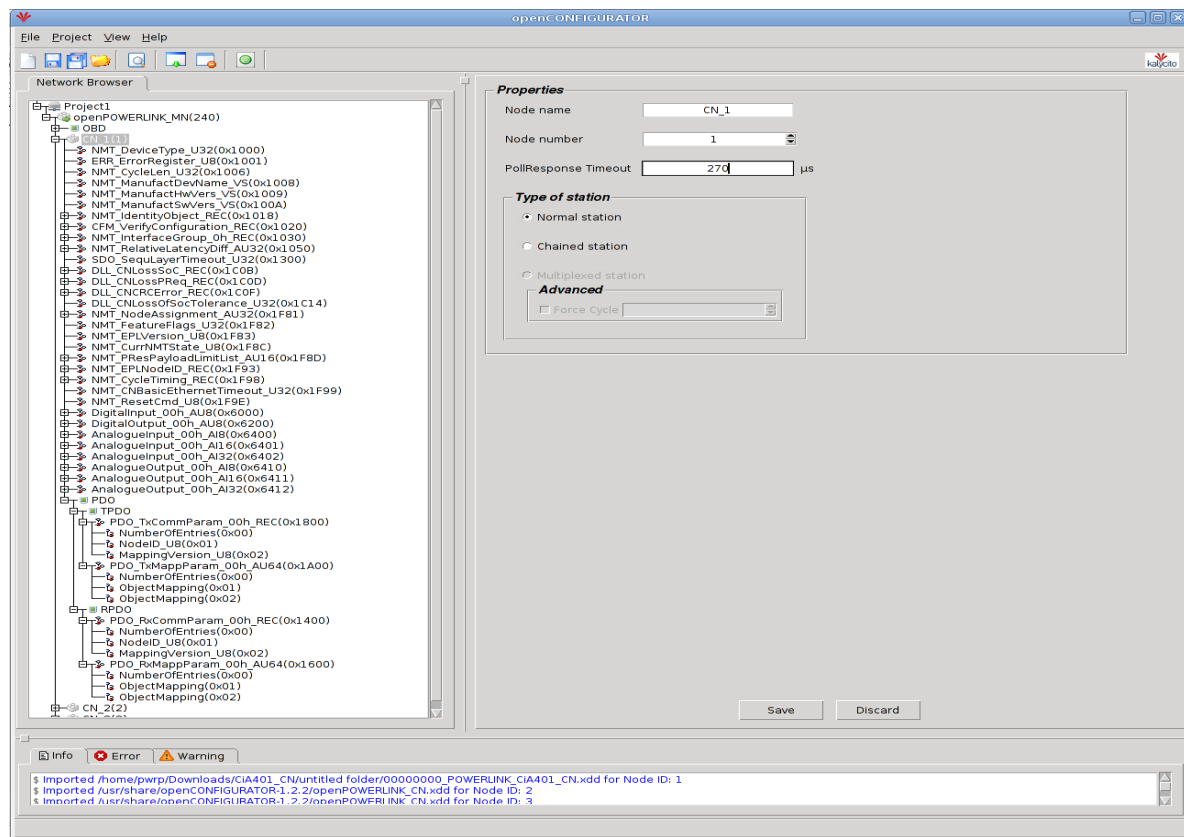 openCONFIGURATOR
File Project View Help
kalycito
Network Browser
Project1
openPOWERLINK_MN(240)
OBD
CN_1(1)
NMT_DeviceType_U32(0x1000)
ERR_ErrorRegister_U8(0x1001)
NMT_CycleLen_U32(0x1006)
NMT_ManufactDevName_VS(0x1008)
NMT_ManufactHwVers_VS(0x1009)
NMT_ManufactSwVers_VS(0x100A)
NMT_IdentityObject_REC(0x1018)
CFM_VerifyConfiguration_REC(0x1020)
NMT_InterfaceGroup_0h_REC(0x1030)
NMT_RelativeLatencyDiff_AU32(0x1050)
SDO_SequLayerTimeout_U32(0x1300)
DLL_CNLossSoC_REC(0x1C0B)
DLL_CNLossPReq_REC(0x1C0D)
DLL_CNCRCError_REC(0x1C0F)
DLL_CNLossOfSocTolerance_U32(0x1C14)
NMT_NodeAssignment_AU32(0x1F81)
NMT_FeatureFlags_U32(0x1F82)
NMT_EPLVersion_U8(0x1F83)
NMT_CurrNMTState_U8(0x1F8C)
NMT_PResPayloadLimitList_AU16(0x1F8D)
NMT_EPLNodeID_REC(0x1F93)
NMT_CycleTiming_REC(0x1F98)
NMT_CNBasicEthernetTimeout_U32(0x1F99)
NMT_ResetCmd_U8(0x1F9E)
DigitalInput_00h_AU8(0x6000)
DigitalOutput_00h_AU8(0x6200)
AnalogueInput_00h_AI8(0x6400)
AnalogueInput_00h_AI16(0x6401)
AnalogueInput_00h_AI32(0x6402)
AnalogueOutput_00h_AI8(0x6410)
AnalogueOutput_00h_AI16(0x6411)
AnalogueOutput_00h_AI32(0x6412)
PDO
TPDO
PDO_TxCommParam_00h_REC(0x1800)
NumberOfEntries(0x00)
NodeID_U8(0x01)
MappingVersion_U8(0x02)
PDO_TxMappParam_00h_AU64(0x1A00)
NumberOfEntries(0x00)
ObjectMapping(0x01)
ObjectMapping(0x02)
RPDO
PDO_RxCommParam_00h_REC(0x1400)
NumberOfEntries(0x00)
NodeID_U8(0x01)
MappingVersion_U8(0x02)
PDO_RxMappParam_00h_AU64(0x1600)
NumberOfEntries(0x00)
ObjectMapping(0x01)
ObjectMapping(0x02)
CN_2(2)
Properties
Node name CN_1
Node number 1
PollResponse Timeout 270 µs
Type of station
Normal station
Chained station
Multiplexed station
Advanced
Force Cycle
Save Discard
Info Error Warning
$ Imported /home/pwrp/Downloads/CiA401_CN/untitled folder/00000000_POWERLINK_CiA401_CN.xdd for Node ID: 1
$ Imported /usr/share/openCONFIGURATOR-1.2.2/openPOWERLINK_CN.xdd for Node ID: 2
$ Imported /usr/share/openCONFIGURATOR-1.2.2/openPOWERLINK_CN.xdd for Node ID: 3